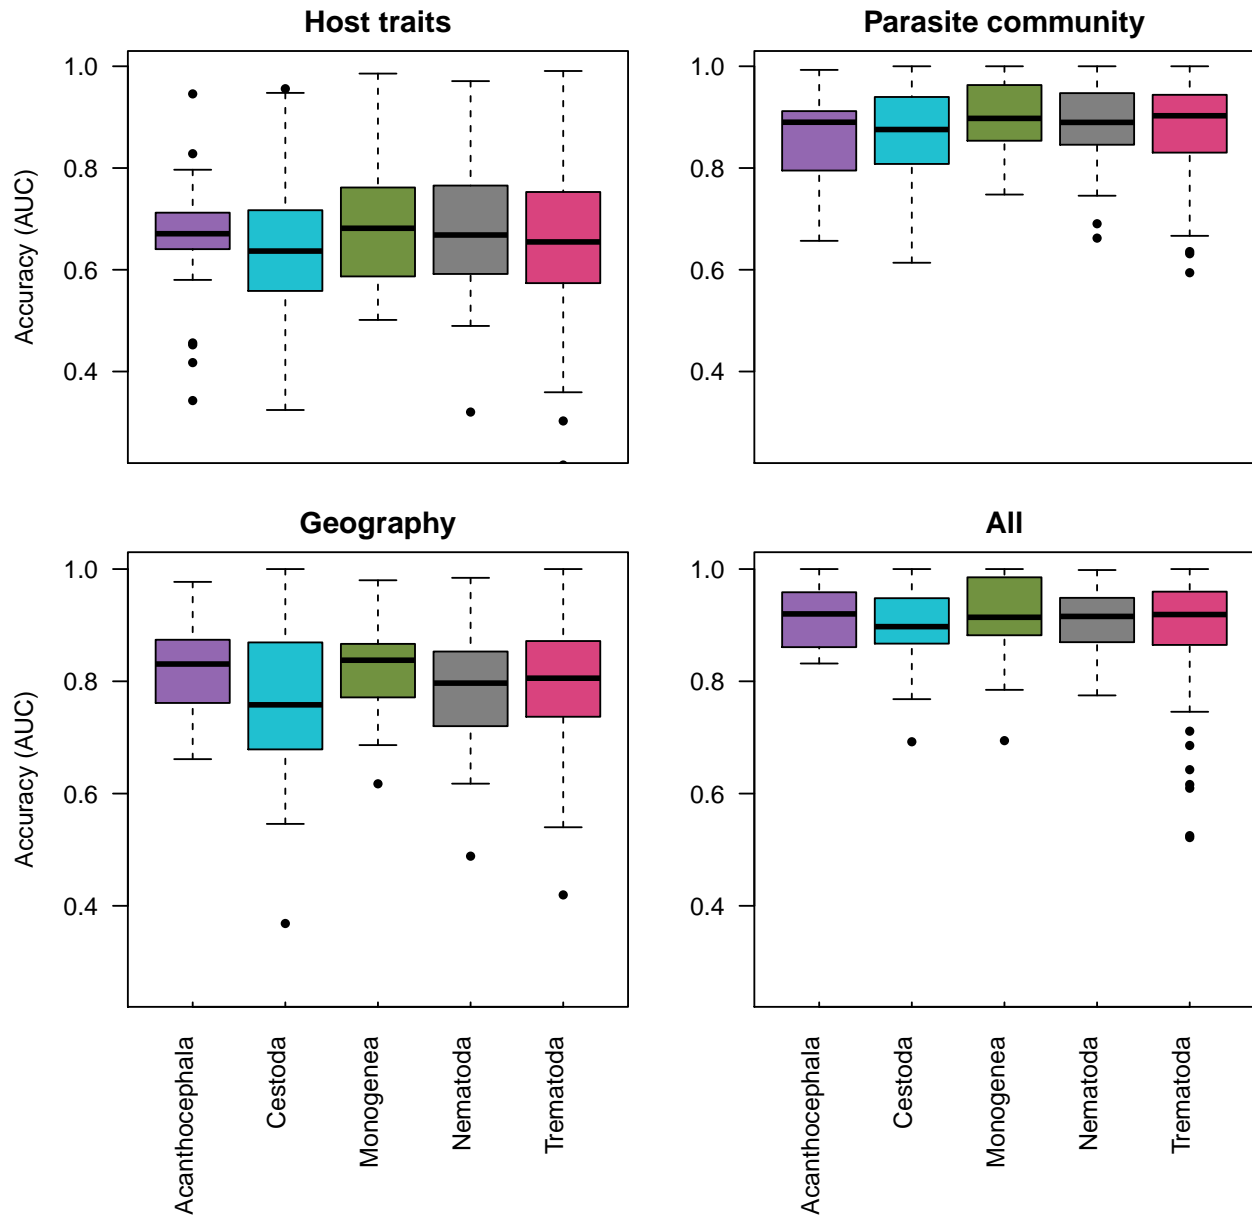 Host traits
Parasite community
Accuracy (AUC)
1.0
0.8
0.6
0.4
1.0
0.8
0.6
0.4
Geography
All
Accuracy (AUC)
1.0
0.8
0.6
0.4
1.0
0.8
0.6
0.4
Acanthocephala
Cestoda
Monogenea
Nematoda
Trematoda
Acanthocephala
Cestoda
Monogenea
Nematoda
Trematoda